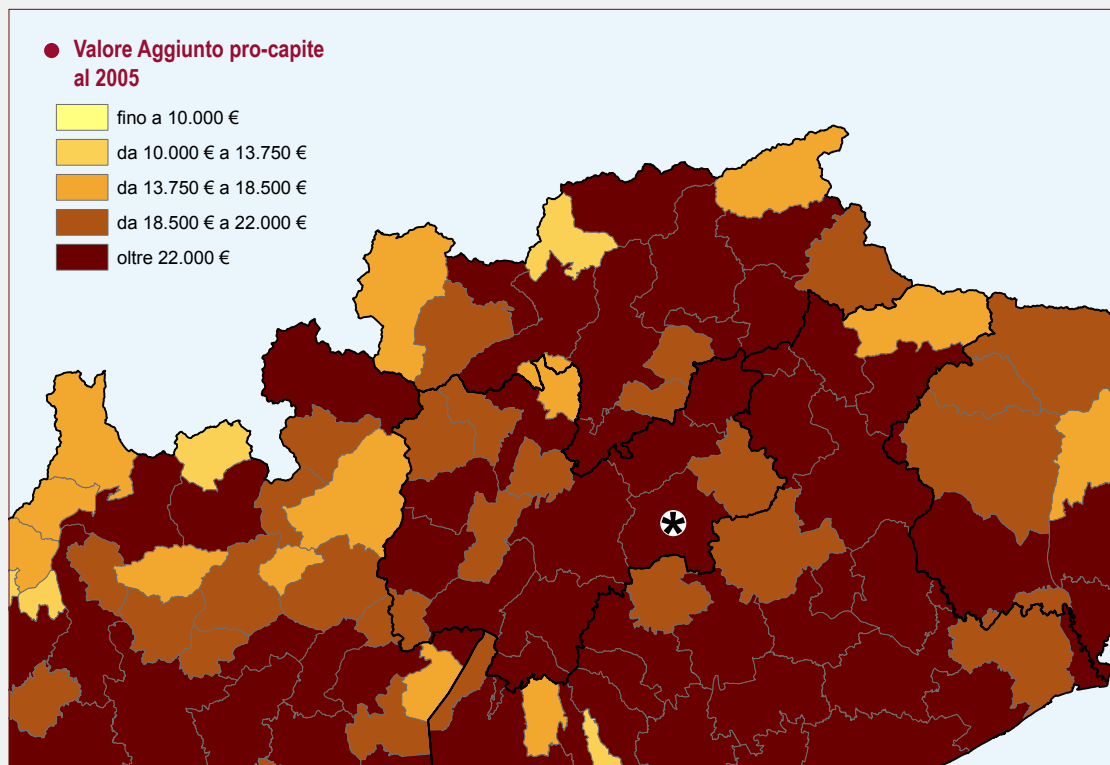 Valore Aggiunto pro-capite
al 2005
fino a 10.000 €
da 10.000 € a 13.750 €
da 13.750 € a 18.500 €
da 18.500 € a 22.000 €
oltre 22.000 €
*